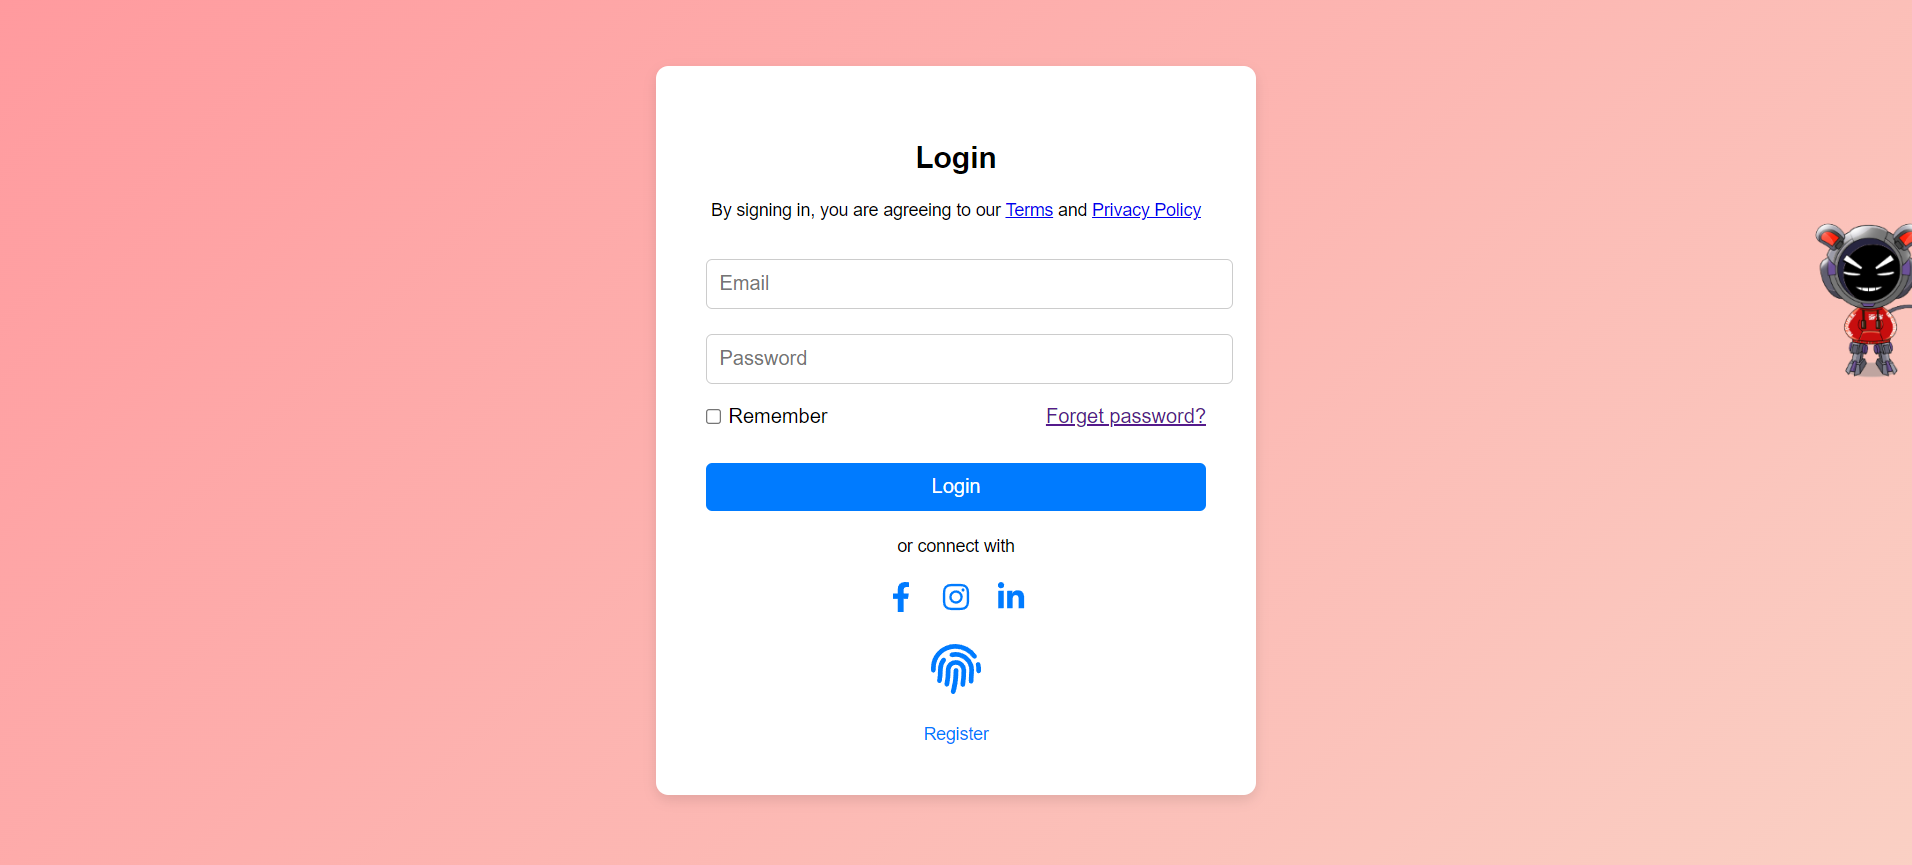 Login
By signing in, you are agreeing to our Terms and Privacy Policy
Email
Password
Remember Forget password?
Login
or connect with
Register